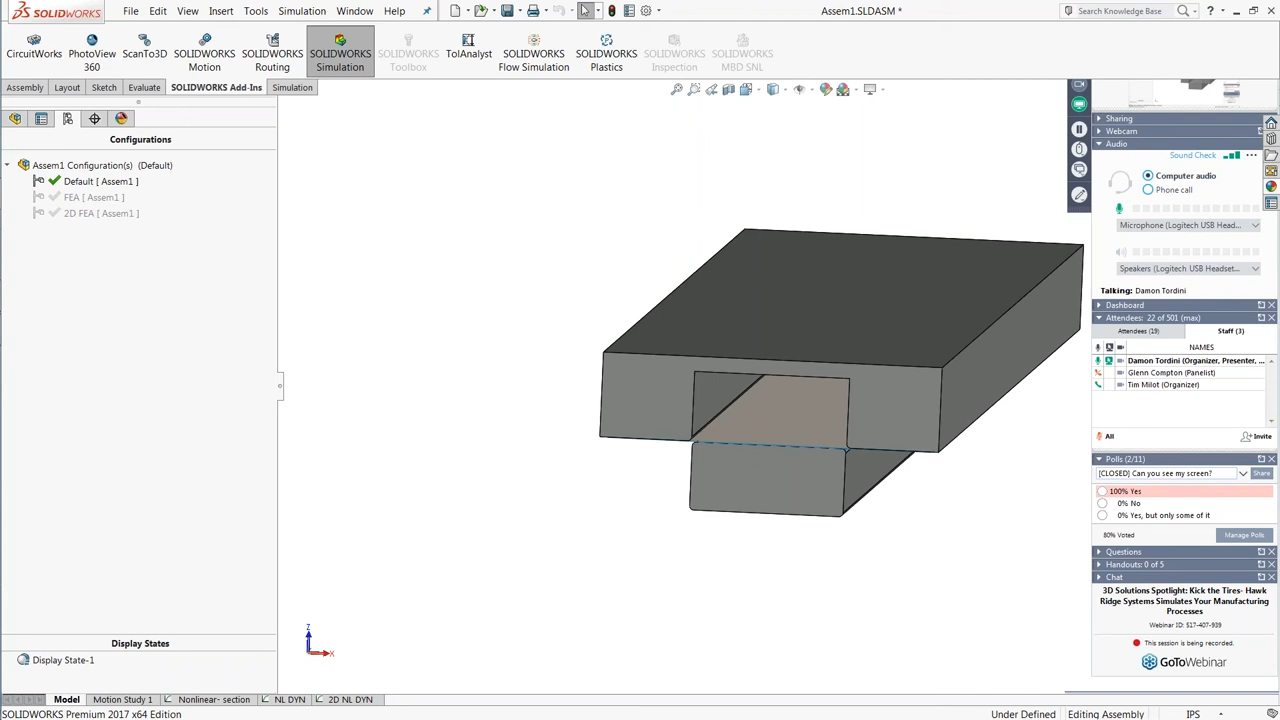 SOLIDWORKS
File Edit View Insert Tools Simulation Window Help
Assem1.SLDASM *
Search Knowledge Base
CircuitWorks
PhotoView 360
ScanTo3D
SOLIDWORKS Motion
SOLIDWORKS Routing
SOLIDWORKS Simulation
SOLIDWORKS Toolbox
TolAnalyst
SOLIDWORKS Flow Simulation
SOLIDWORKS Plastics
SOLIDWORKS Inspection
SOLIDWORKS MBD SNL
Assembly Layout Sketch Evaluate SOLIDWORKS Add-Ins Simulation
Configurations
Assem1 Configuration(s) (Default)
Default [ Assem1 ]
FEA [ Assem1 ]
2D FEA [ Assem1 ]
Display States
Display State-1
Z
X
Sharing
Webcam
Audio
Sound Check
Computer audio
Phone call
Microphone (Logitech USB Head...
Speakers (Logitech USB Headset...
Talking: Damon Tordini
Dashboard
Attendees: 22 of 501 (max)
Attendees (19) Staff (3)
NAMES
Damon Tordini (Organizer, Presenter, ...
Glenn Compton (Panelist)
Tim Milot (Organizer)
All Invite
Polls (2/11)
[CLOSED] Can you see my screen? Share
100% Yes
0% No
0% Yes, but only some of it
80% Voted Manage Polls
Questions
Handouts: 0 of 5
Chat
3D Solutions Spotlight: Kick the Tires- Hawk
Ridge Systems Simulates Your Manufacturing
Processes
Webinar ID: 517-407-939
This session is being recorded.
GoToWebinar
Model Motion Study 1 Nonlinear- section NL DYN 2D NL DYN
SOLIDWORKS Premium 2017 x64 Edition Under Defined Editing Assembly IPS